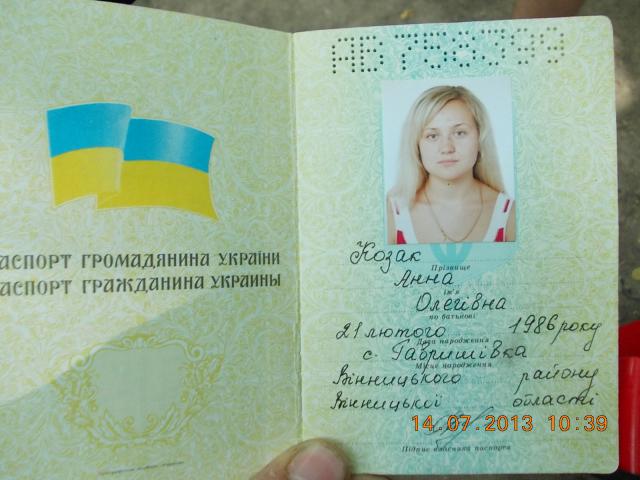 АСПОРТ ГРОМАДЯНИНА УКРАЇНИ
АСПОРТ ГРАЖДАНИНА УКРАИНЫ
АВ 756399
Козак
Прізвище
Анна
ім'я
Олегівна
по батькові
21 лютого 1986 року
Дата народження
с. Гавришівка
Місце народження
Вінницького району
Вінницької області
14.07.2013 10:39
Підпис власника паспорта